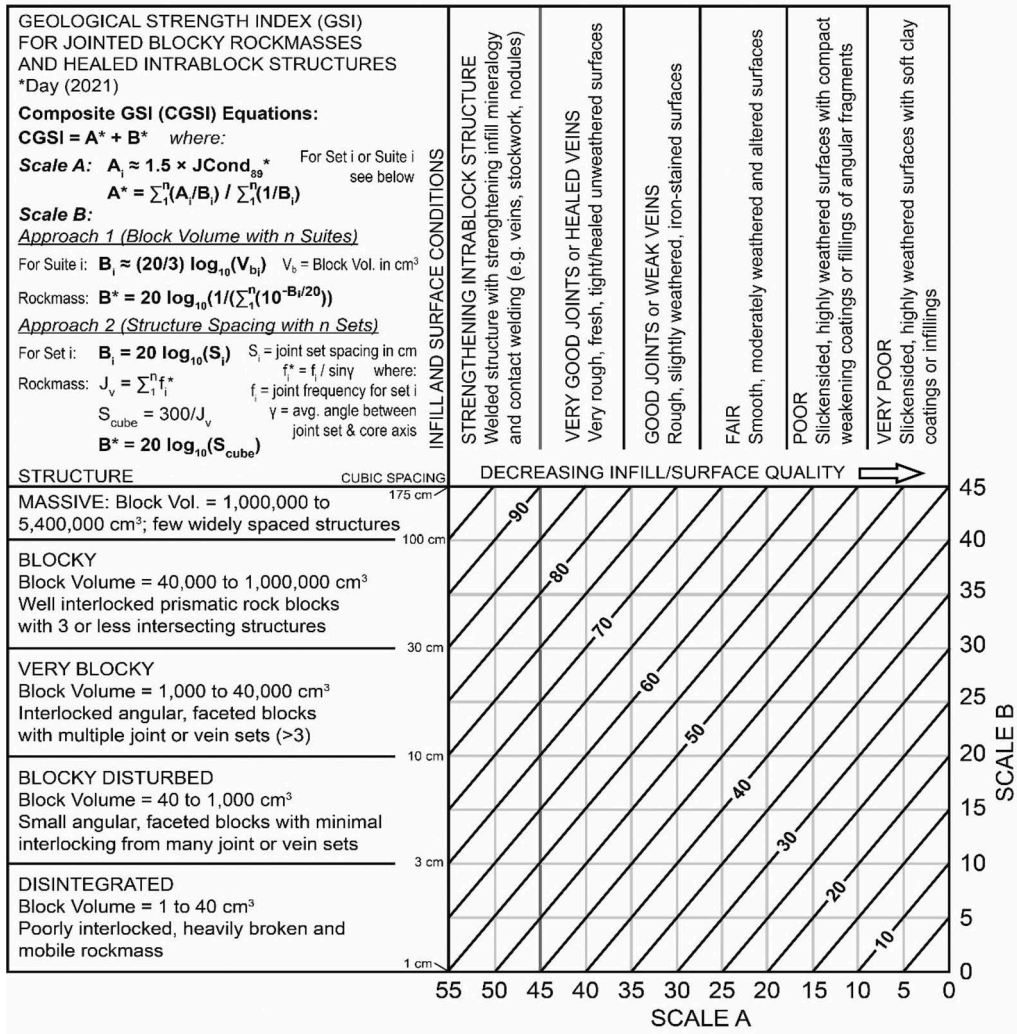 GEOLOGICAL STRENGTH INDEX (GSI)
FOR JOINTED BLOCKY ROCKMASSES
AND HEALED INTRABLOCK STRUCTURES
*Day (2021)
Composite GSI (CGSI) Equations:
CGSI = A* + B* where:
Scale A: Aᵢ ≈ 1.5 × JCond₈₉*
For Set i or Suite i
see below
A* = ∑₁ⁿ(Aᵢ/Bᵢ) / ∑₁ⁿ(1/Bᵢ)
Scale B:
Approach 1 (Block Volume with n Suites)
For Suite i: Bᵢ ≈ (20/3) log₁₀(V_bi) V_b = Block Vol. in cm³
Rockmass: B* = 20 log₁₀(1/(∑₁ⁿ(10^-Bᵢ/20))
Approach 2 (Structure Spacing with n Sets)
For Set i: Bᵢ = 20 log₁₀(Sᵢ) Sᵢ = joint set spacing in cm
fᵢ* = fᵢ / sinγ where:
Rockmass: Jᵥ = ∑₁ⁿfᵢ* fᵢ = joint frequency for set i
S_cube = 300/Jᵥ γ = avg. angle between
joint set & core axis
B* = 20 log₁₀(S_cube)
INFILL AND SURFACE CONDITIONS
STRENGTHENING INTRABLOCK STRUCTURE
Welded structure with strenghtening infill mineralogy
and contact welding (e.g. veins, stockwork, nodules)
VERY GOOD JOINTS or HEALED VEINS
Very rough, fresh, tight/healed unweathered surfaces
GOOD JOINTS or WEAK VEINS
Rough, slightly weathered, iron-stained surfaces
FAIR
Smooth, moderately weathered and altered surfaces
POOR
Slickensided, highly weathered surfaces with compact
weakening coatings or fillings of angular fragments
VERY POOR
Slickensided, highly weathered surfaces with soft clay
coatings or infillings
STRUCTURE
CUBIC SPACING
DECREASING INFILL/SURFACE QUALITY
MASSIVE: Block Vol. = 1,000,000 to
5,400,000 cm³; few widely spaced structures
BLOCKY
Block Volume = 40,000 to 1,000,000 cm³
Well interlocked prismatic rock blocks
with 3 or less intersecting structures
VERY BLOCKY
Block Volume = 1,000 to 40,000 cm³
Interlocked angular, faceted blocks
with multiple joint or vein sets (>3)
BLOCKY DISTURBED
Block Volume = 40 to 1,000 cm³
Small angular, faceted blocks with minimal
interlocking from many joint or vein sets
DISINTEGRATED
Block Volume = 1 to 40 cm³
Poorly interlocked, heavily broken and
mobile rockmass
175 cm
100 cm
30 cm
10 cm
3 cm
1 cm
90
80
70
60
50
40
30
20
10
45
40
35
30
25
20
15
10
5
0
SCALE B
55 50 45 40 35 30 25 20 15 10 5 0
SCALE A